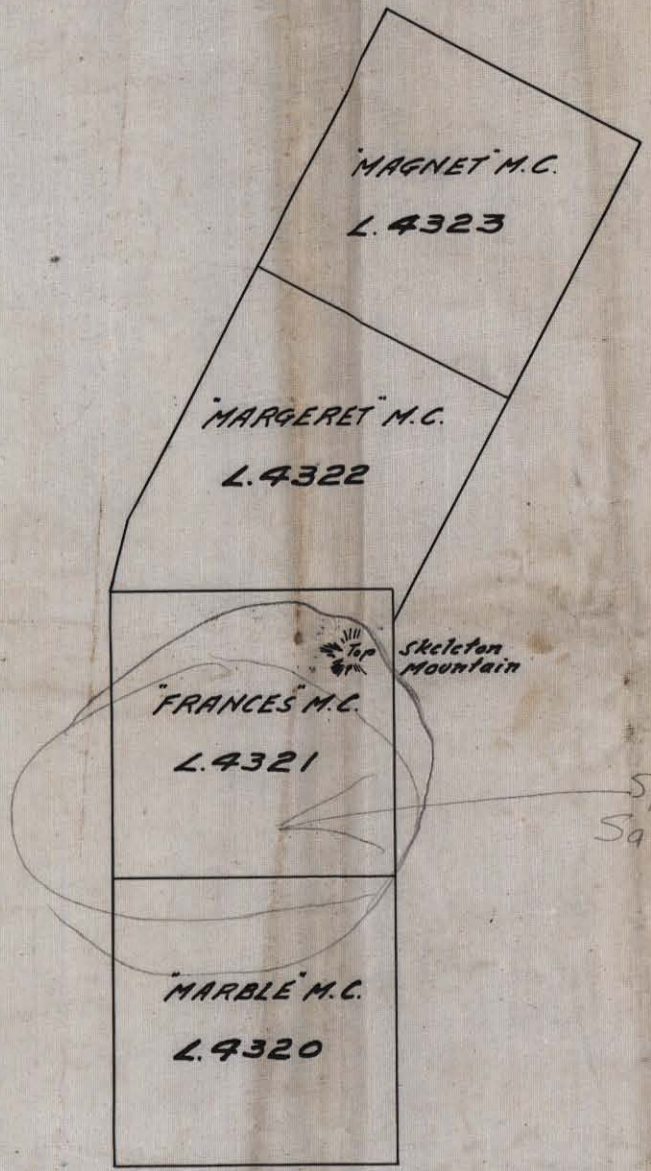 "MAGNET" M.C.
L.4323
"MARGERET" M.C.
L.4322
Top
Skeleton
Mountain
"FRANCES" M.C.
L.4321
"MARBLE" M.C.
L.4320